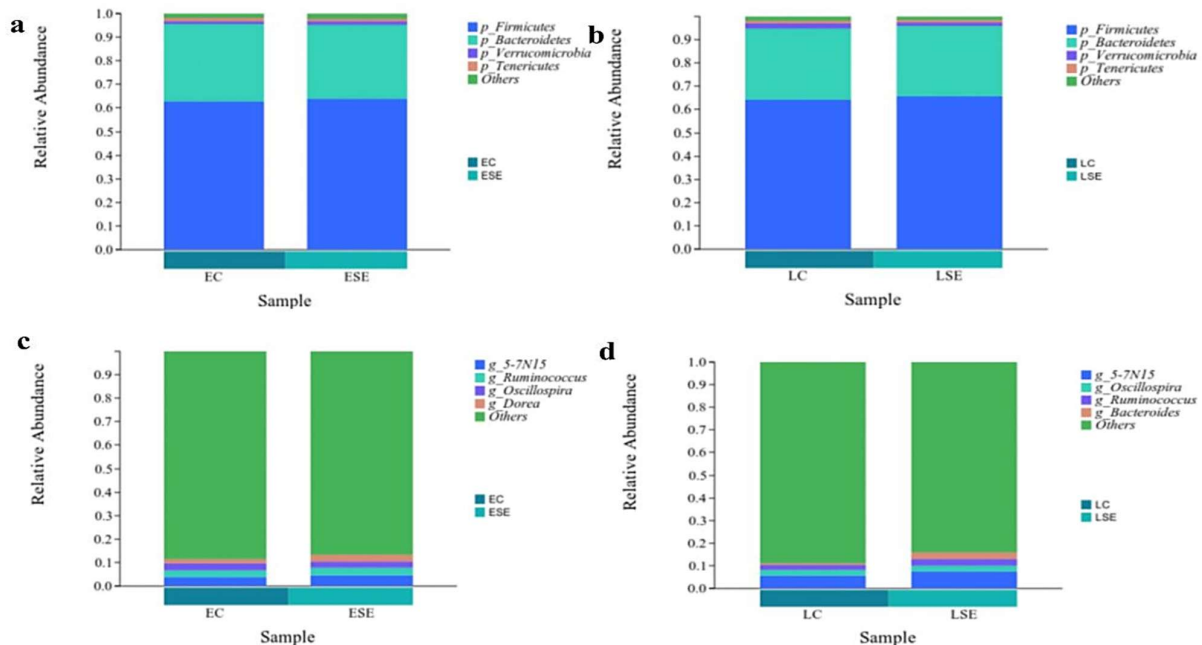 a
Relative Abundance
1.0
0.9
0.8
0.7
0.6
0.5
0.4
0.3
0.2
0.1
0.0
EC
ESE
Sample
p_Firmicutes
p_Bacteroidetes
p_Verrucomicrobia
p_Tenericutes
Others
EC
ESE
b
Relative Abundance
0.9
0.8
0.7
0.6
0.5
0.4
0.3
0.2
0.1
0.0
LC
LSE
Sample
p_Firmicutes
p_Bacteroidetes
p_Verrucomicrobia
p_Tenericutes
Others
LC
LSE
c
Relative Abundance
0.9
0.8
0.7
0.6
0.5
0.4
0.3
0.2
0.1
0.0
EC
ESE
Sample
g_5-7N15
g_Ruminococcus
g_Oscillospira
g_Dorea
Others
EC
ESE
d
Relative Abundance
1.0
0.9
0.8
0.7
0.6
0.5
0.4
0.3
0.2
0.1
0.0
LC
LSE
Sample
g_5-7N15
g_Oscillospira
g_Ruminococcus
g_Bacteroides
Others
LC
LSE